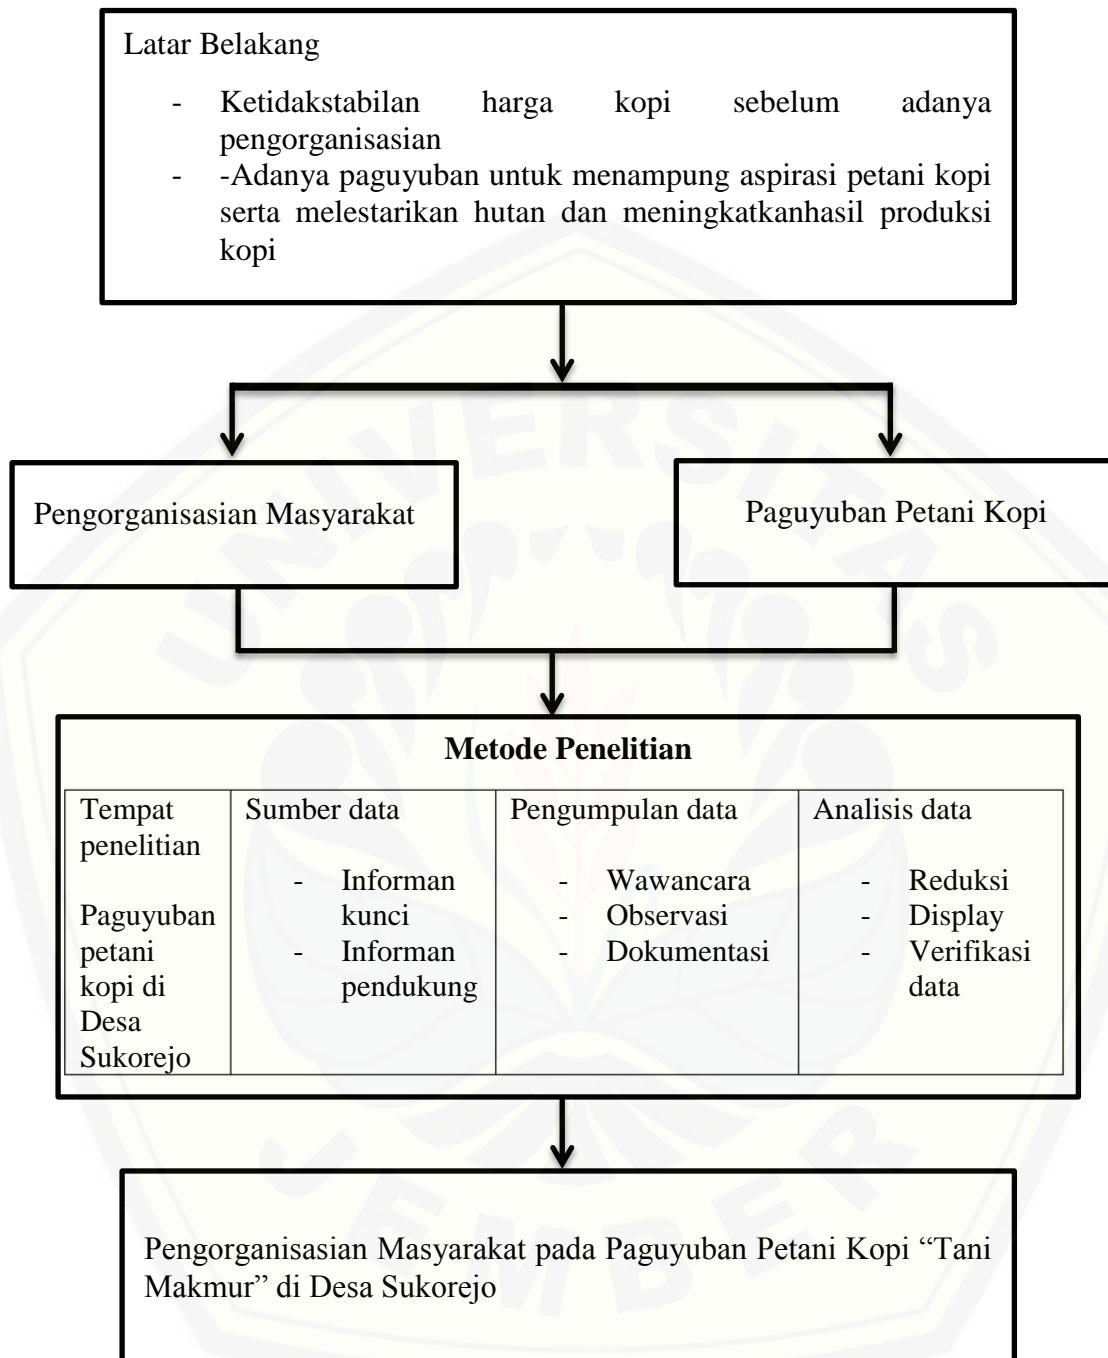 Latar Belakang
- Ketidakstabilan harga kopi sebelum adanya
pengorganisasian
- -Adanya paguyuban untuk menampung aspirasi petani kopi
serta melestarikan hutan dan meningkatkanhasil produksi
kopi
Pengorganisasian Masyarakat
Paguyuban Petani Kopi
Metode Penelitian
Tempat
penelitian
Paguyuban
petani
kopi di
Desa
Sukorejo
Sumber data
- Informan
kunci
- Informan
pendukung
Pengumpulan data
- Wawancara
- Observasi
- Dokumentasi
Analisis data
- Reduksi
- Display
- Verifikasi
data
Pengorganisasian Masyarakat pada Paguyuban Petani Kopi “Tani
Makmur” di Desa Sukorejo
UNIVERSITAS
JEMBER